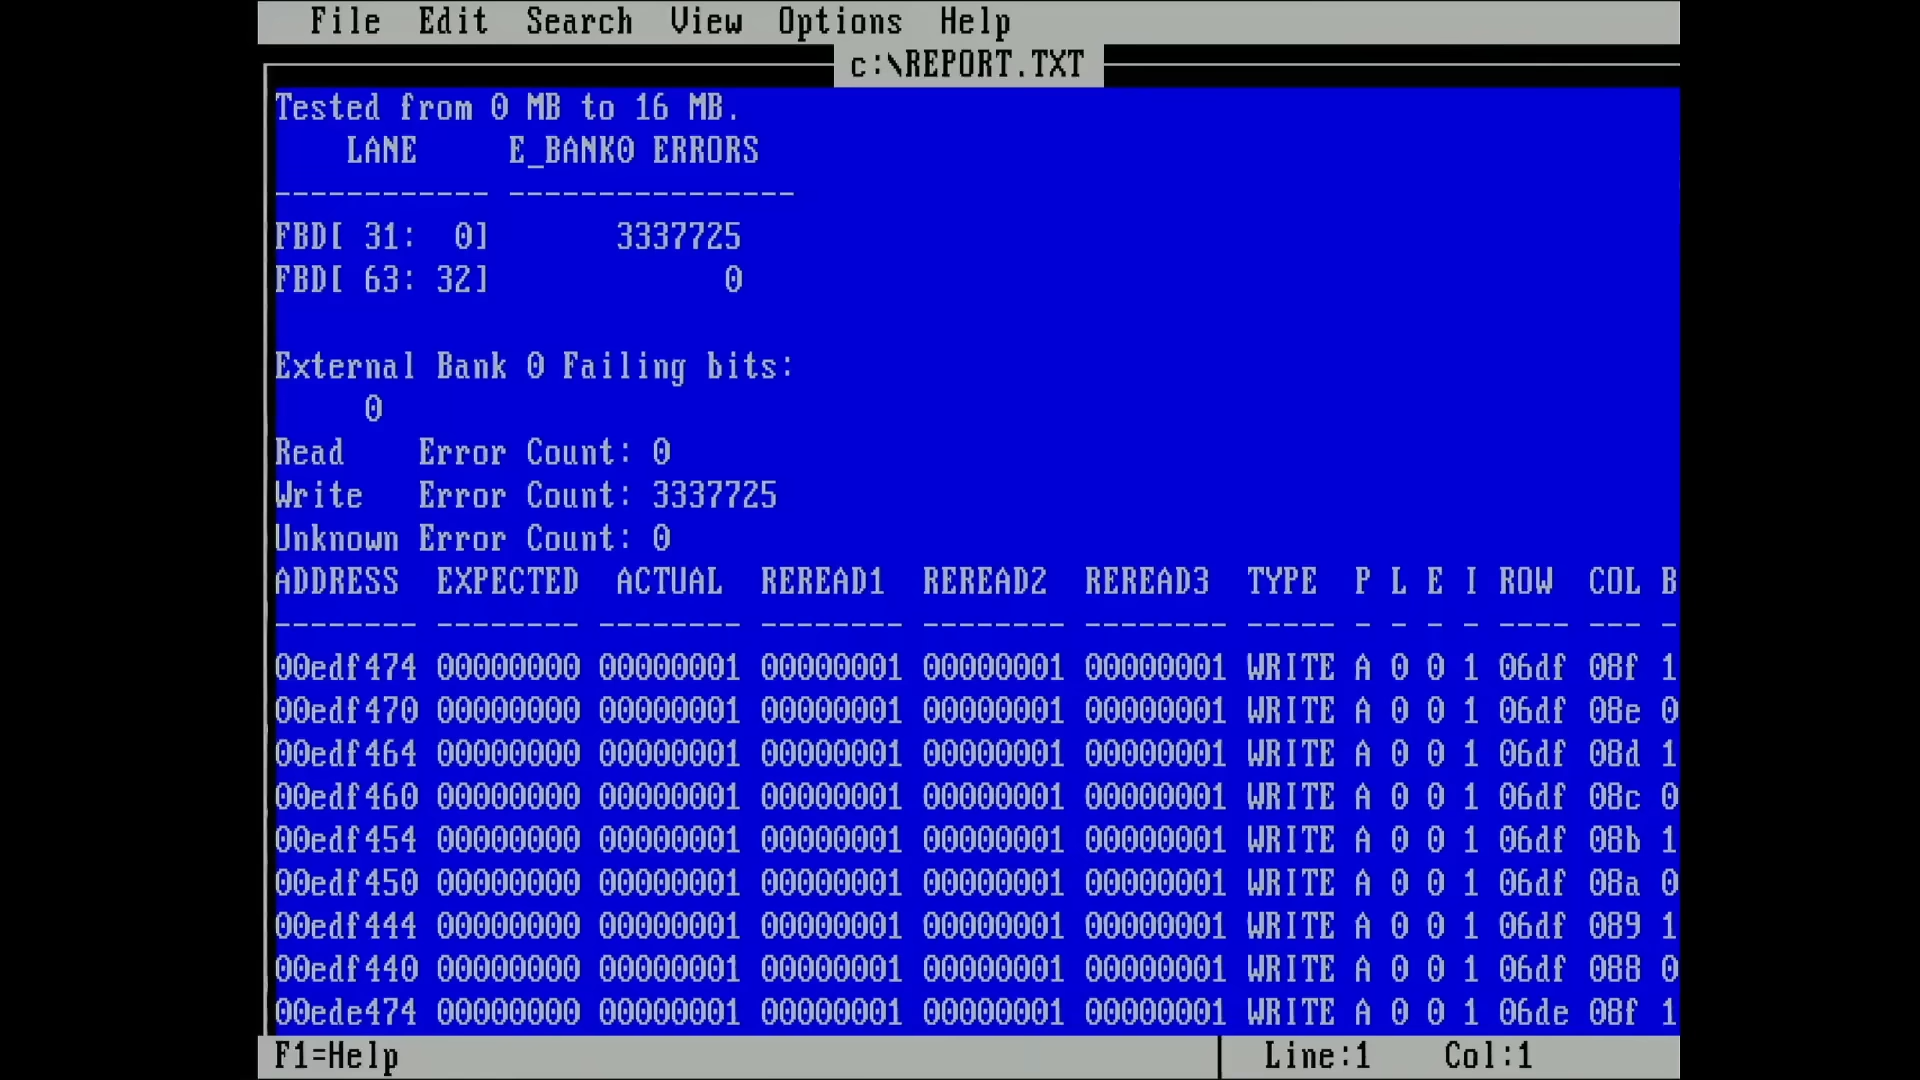 File Edit Search View Options Help
c:\REPORT.TXT
Tested from 0 MB to 16 MB.
LANE E_BANK0 ERRORS
------------ ----------------
FBD[ 31: 0] 3337725
FBD[ 63: 32] 0
External Bank 0 Failing bits:
0
Read Error Count: 0
Write Error Count: 3337725
Unknown Error Count: 0
ADDRESS EXPECTED ACTUAL REREAD1 REREAD2 REREAD3 TYPE P L E I ROW COL B
-------- -------- -------- -------- -------- -------- ----- - - - - ---- --- -
00edf474 00000000 00000001 00000001 00000001 00000001 WRITE A 0 0 1 06df 08f 1
00edf470 00000000 00000001 00000001 00000001 00000001 WRITE A 0 0 1 06df 08e 0
00edf464 00000000 00000001 00000001 00000001 00000001 WRITE A 0 0 1 06df 08d 1
00edf460 00000000 00000001 00000001 00000001 00000001 WRITE A 0 0 1 06df 08c 0
00edf454 00000000 00000001 00000001 00000001 00000001 WRITE A 0 0 1 06df 08b 1
00edf450 00000000 00000001 00000001 00000001 00000001 WRITE A 0 0 1 06df 08a 0
00edf444 00000000 00000001 00000001 00000001 00000001 WRITE A 0 0 1 06df 089 1
00edf440 00000000 00000001 00000001 00000001 00000001 WRITE A 0 0 1 06df 088 0
00ede474 00000000 00000001 00000001 00000001 00000001 WRITE A 0 0 1 06de 08f 1
F1=Help Line:1 Col:1